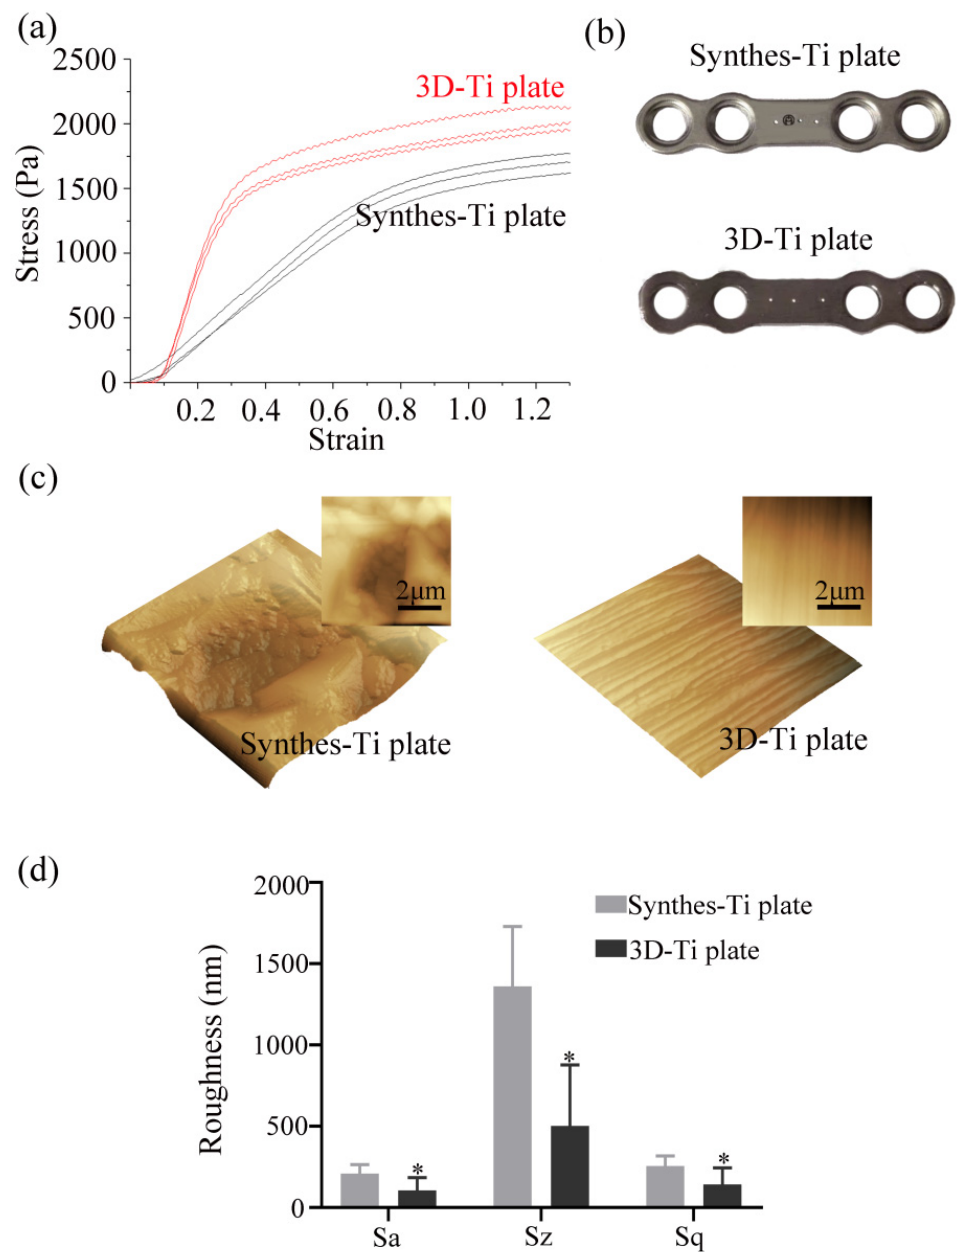 (a)
2500
2000
1500
1000
500
0
Stress (Pa)
3D-Ti plate
Synthes-Ti plate
0.2 0.4 0.6 0.8 1.0 1.2
Strain
(b)
Synthes-Ti plate
3D-Ti plate
(c)
2μm
Synthes-Ti plate
2μm
3D-Ti plate
(d)
2000
1500
1000
500
0
Roughness (nm)
Synthes-Ti plate
3D-Ti plate
*
*
*
Sa Sz Sq